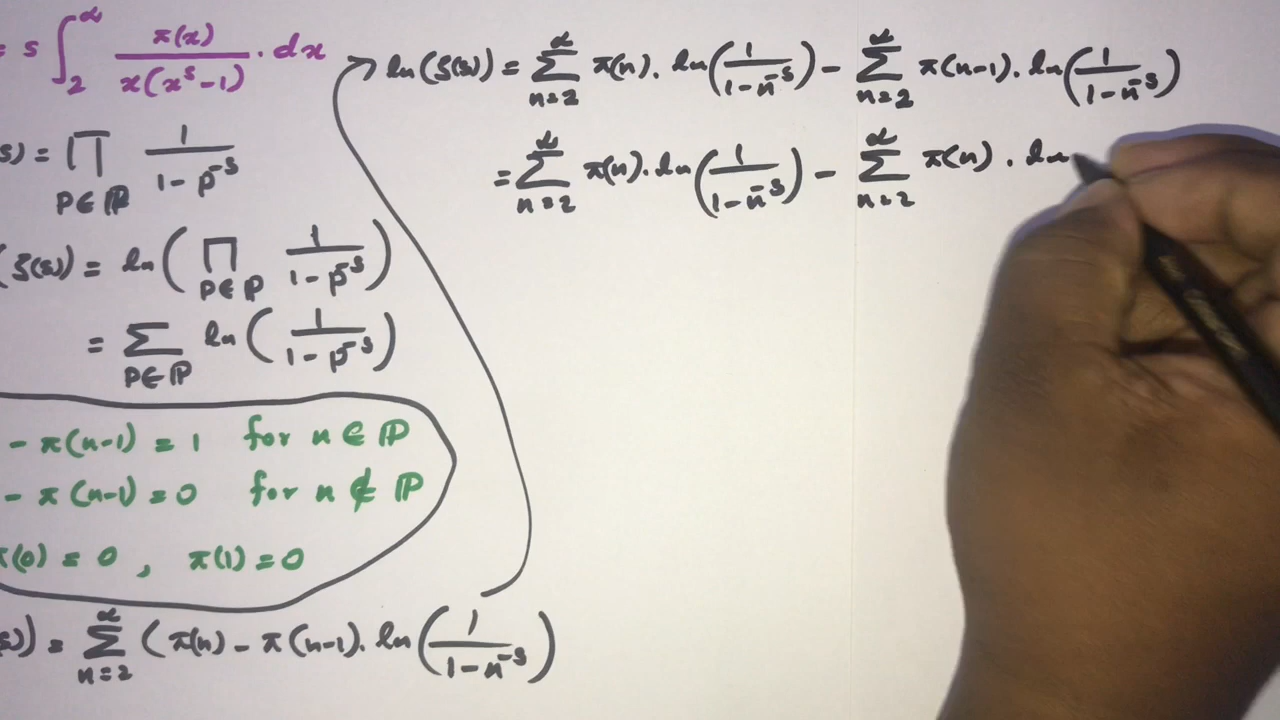 = s ∫_2^∝ π(x) / x(x^s - 1) . dx
s) = ∏_{p∈ℙ} 1 / (1 - p^-s)
(ζ(s)) = ln( ∏_{p∈ℙ} 1 / (1 - p^-s) )
= Σ_{p∈ℙ} ln( 1 / (1 - p^-s) )
- π(n-1) = 1 for n ∈ ℙ
- π(n-1) = 0 for n ∉ ℙ
π(0) = 0 , π(1) = 0
s)) = Σ_{n=2}^∝ ( π(n) - π(n-1) . ln( 1 / (1 - n^-s) )
ln(ζ(s)) = Σ_{n=2}^∝ π(n) . ln( 1 / (1 - n^-s) ) - Σ_{n=2}^∝ π(n-1) . ln( 1 / (1 - n^-s) )
= Σ_{n=2}^∝ π(n) . ln( 1 / (1 - n^-s) ) - Σ_{n=2}^∝ π(n) . ln